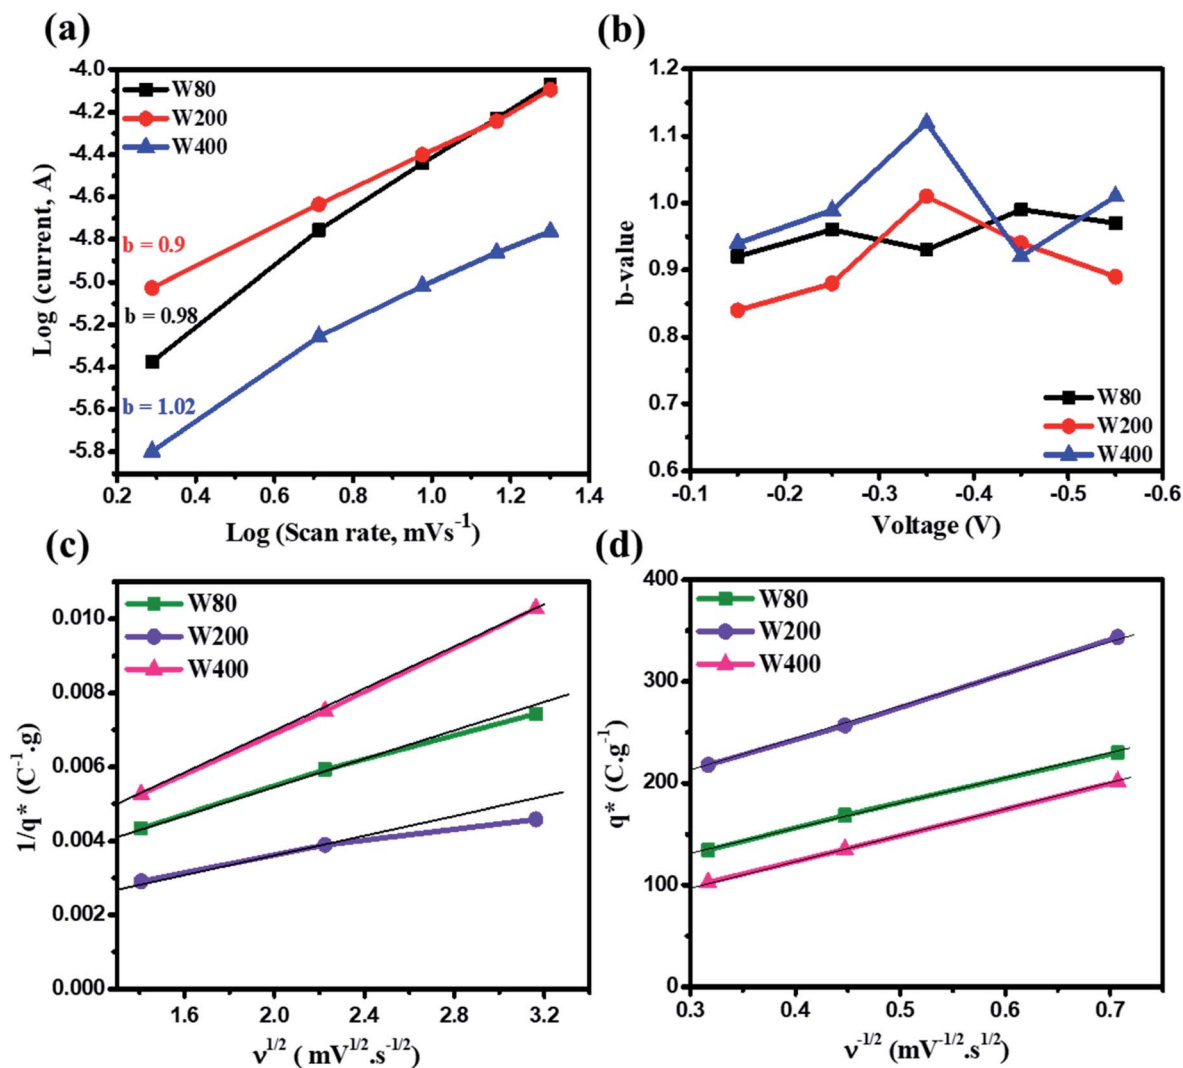 (a)
-4.0
-4.2
-4.4
-4.6
-4.8
-5.0
-5.2
-5.4
-5.6
-5.8
Log (current, A)
W80
W200
W400
b = 0.9
b = 0.98
b = 1.02
0.2 0.4 0.6 0.8 1.0 1.2 1.4
Log (Scan rate, mVs⁻¹)
(b)
1.2
1.1
1.0
0.9
0.8
0.7
0.6
b-value
W80
W200
W400
-0.1 -0.2 -0.3 -0.4 -0.5 -0.6
Voltage (V)
(c)
0.010
0.008
0.006
0.004
0.002
0.000
1/q* (C⁻¹.g)
W80
W200
W400
1.6 2.0 2.4 2.8 3.2
ν¹/² ( mV¹/².s⁻¹/²)
(d)
400
300
200
100
0
q* (C.g⁻¹)
W80
W200
W400
0.3 0.4 0.5 0.6 0.7
ν⁻¹/² (mV⁻¹/².s¹/²)